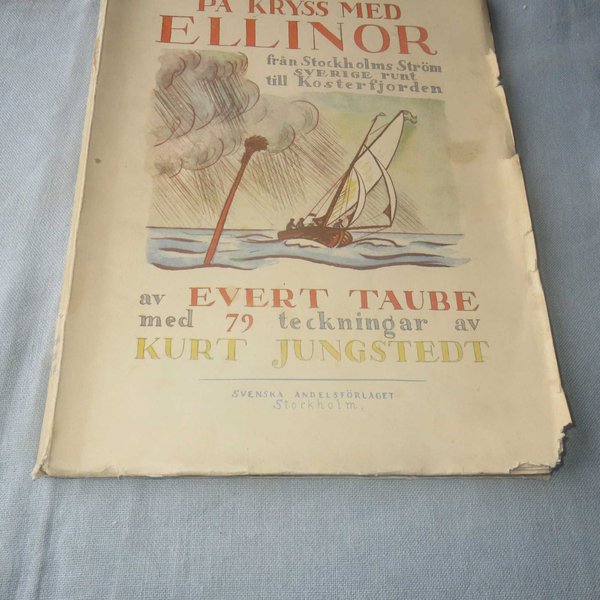 PÅ KRYSS MED
ELLINOR
från Stockholms Ström
SVERIGE runt
till Kosterfjorden
av EVERT TAUBE
med 79 teckningar av
KURT JUNGSTEDT
SVENSKA ANDELSFÖRLAGET
Stockholm.